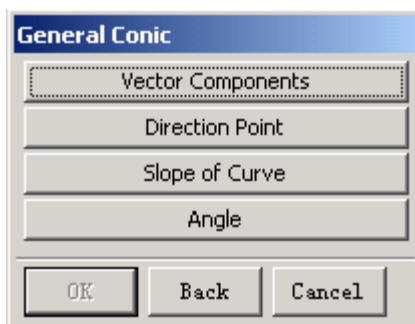 General Conic
Vector Components
Direction Point
Slope of Curve
Angle
OK Back Cancel